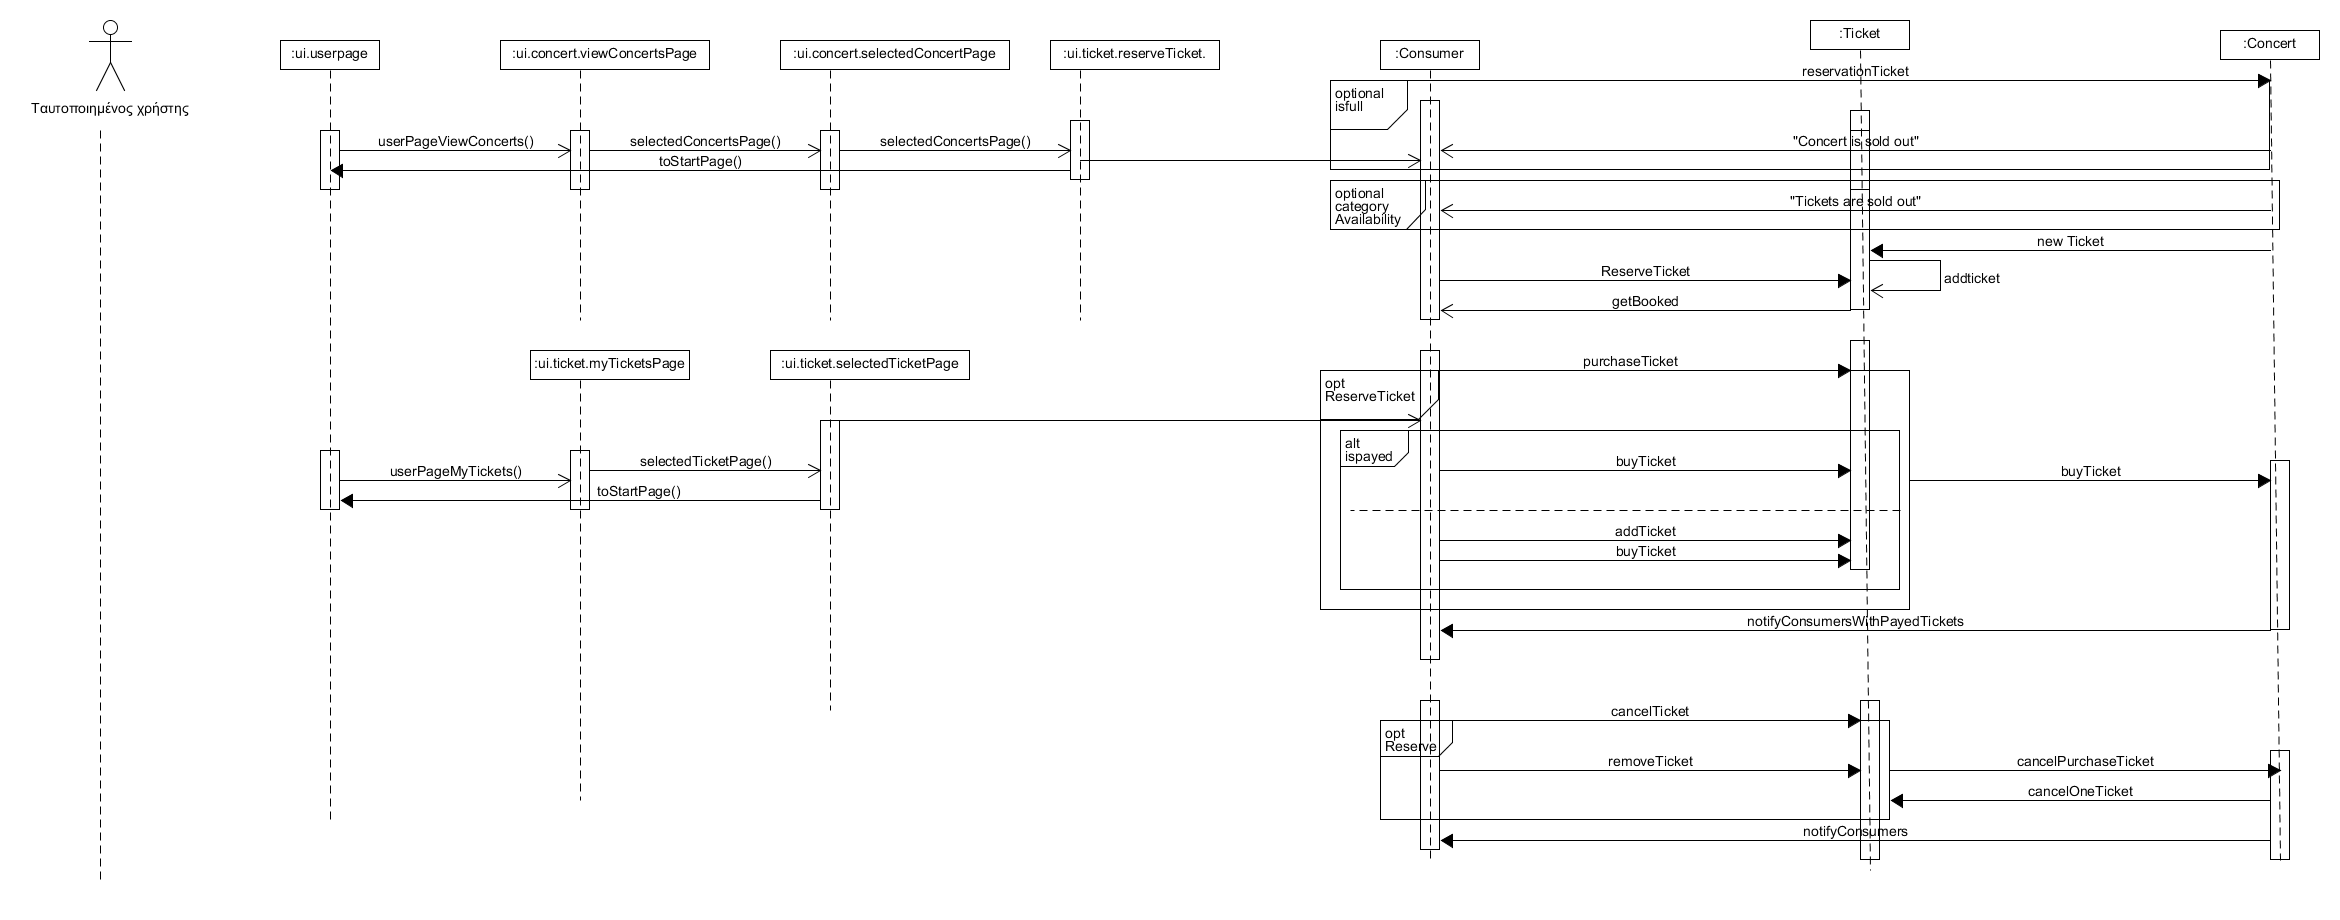 Ταυτοποιημένος χρήστης
:ui.userpage
:ui.concert.viewConcertsPage
:ui.concert.selectedConcertPage
:ui.ticket.reserveTicket.
:Consumer
:Ticket
:Concert
reservationTicket
optional
isfull
userPageViewConcerts()
selectedConcertsPage()
selectedConcertsPage()
"Concert is sold out"
toStartPage()
optional
category
Availability
"Tickets are sold out"
new Ticket
ReserveTicket
addticket
getBooked
:ui.ticket.myTicketsPage
:ui.ticket.selectedTicketPage
purchaseTicket
opt
ReserveTicket
alt
ispayed
userPageMyTickets()
selectedTicketPage()
buyTicket
buyTicket
toStartPage()
addTicket
buyTicket
notifyConsumersWithPayedTickets
cancelTicket
opt
Reserve
removeTicket
cancelPurchaseTicket
cancelOneTicket
notifyConsumers